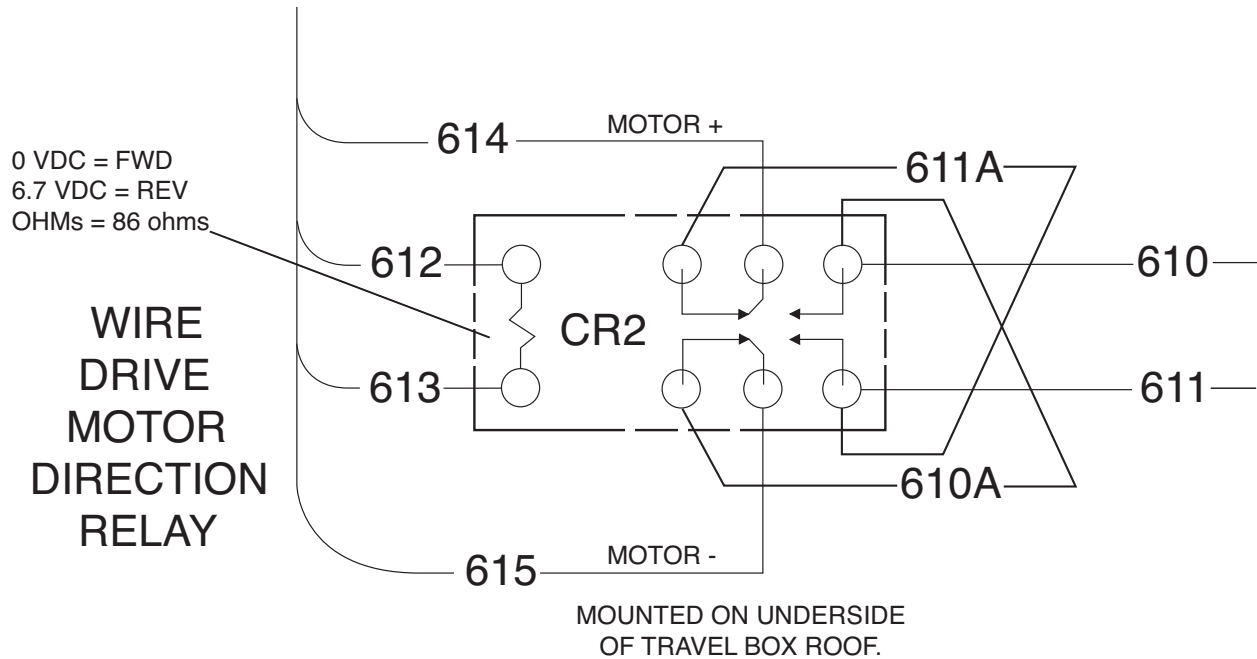 614
MOTOR +
611A
0 VDC = FWD
6.7 VDC = REV
OHMs = 86 ohms
612
610
WIRE
DRIVE
MOTOR
DIRECTION
RELAY
CR2
613
611
610A
615
MOTOR -
MOUNTED ON UNDERSIDE
OF TRAVEL BOX ROOF.